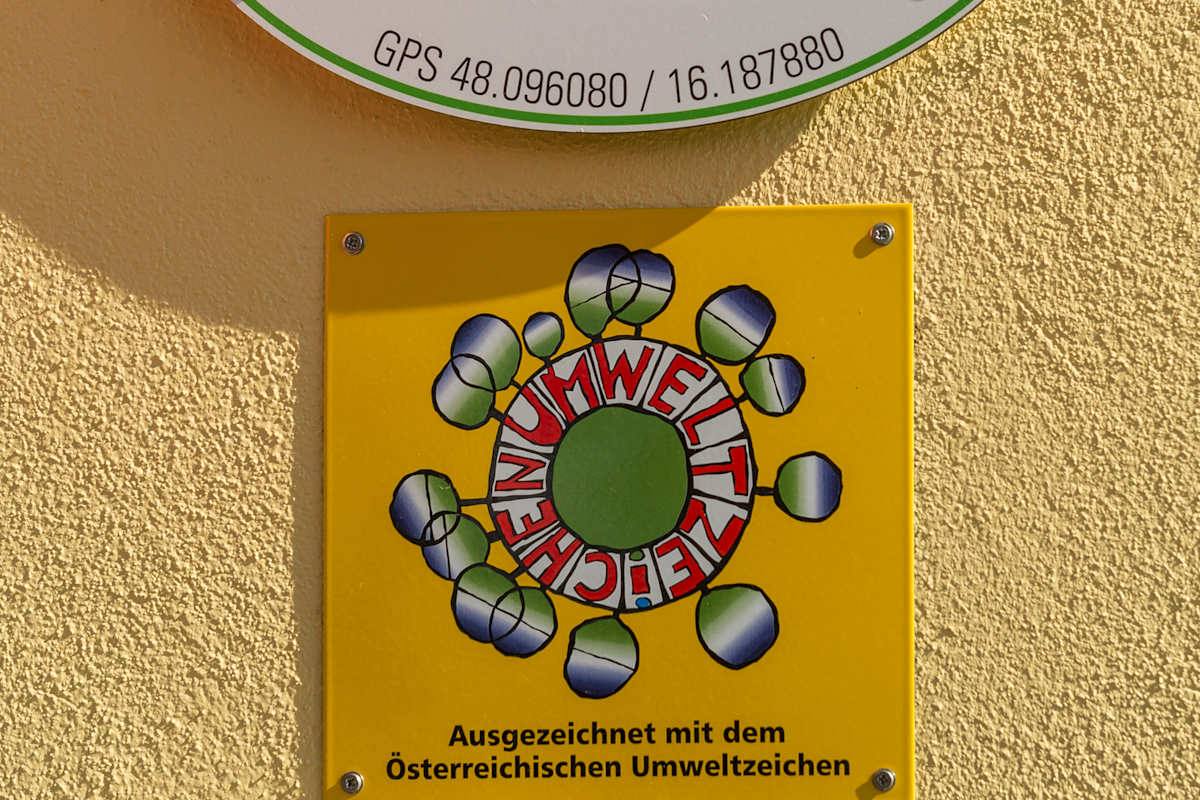 GPS 48.096080 / 16.187880
UMWELTZEiCHEN
Ausgezeichnet mit dem
Österreichischen Umweltzeichen